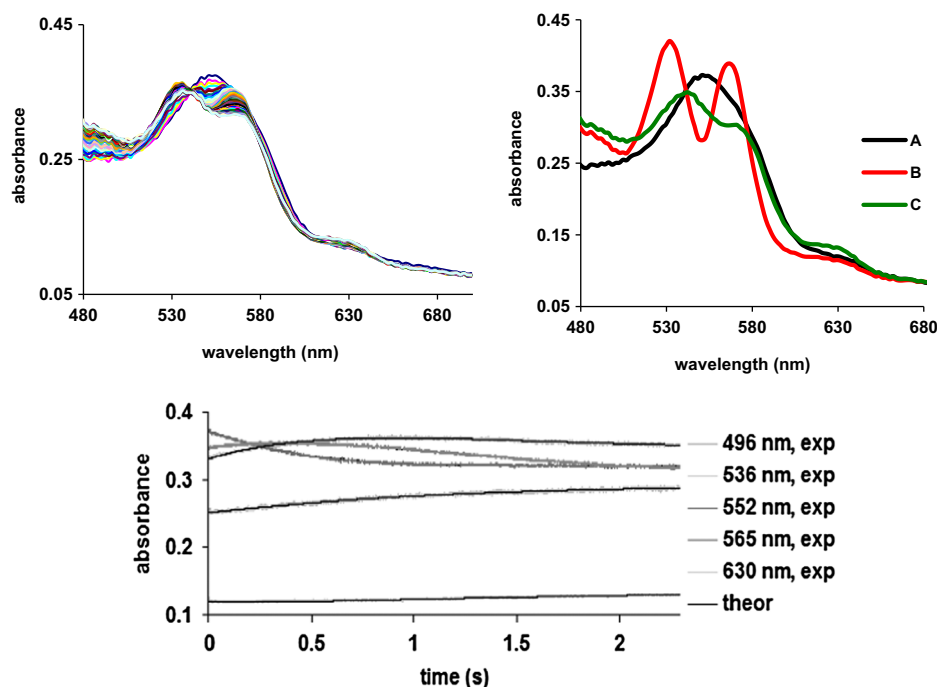 0.45
0.25
0.05
absorbance
480
530
580
630
680
wavelength (nm)
0.45
0.35
0.25
0.15
0.05
absorbance
480
530
580
630
680
wavelength (nm)
A
B
C
0.4
0.3
0.2
0.1
absorbance
0
0.5
1
1.5
2
time (s)
496 nm, exp
536 nm, exp
552 nm, exp
565 nm, exp
630 nm, exp
theor